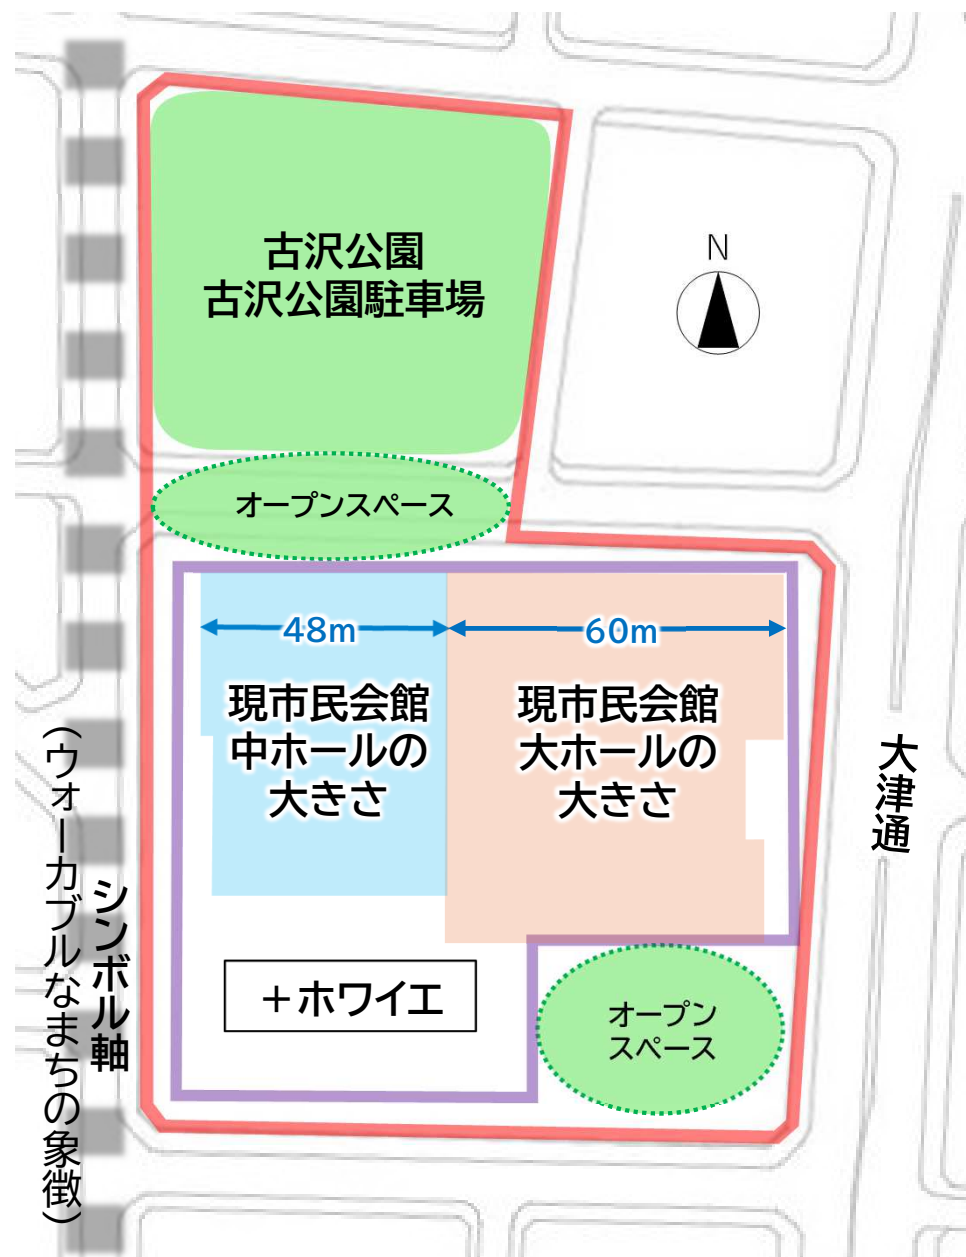 古沢公園
古沢公園駐車場
N
オープンスペース
48m
60m
現市民会館
中ホールの
大きさ
現市民会館
大ホールの
大きさ
大津通
シンボル軸
（ウォーカブルなまちの象徴）
＋ホワイエ
オープン
スペース